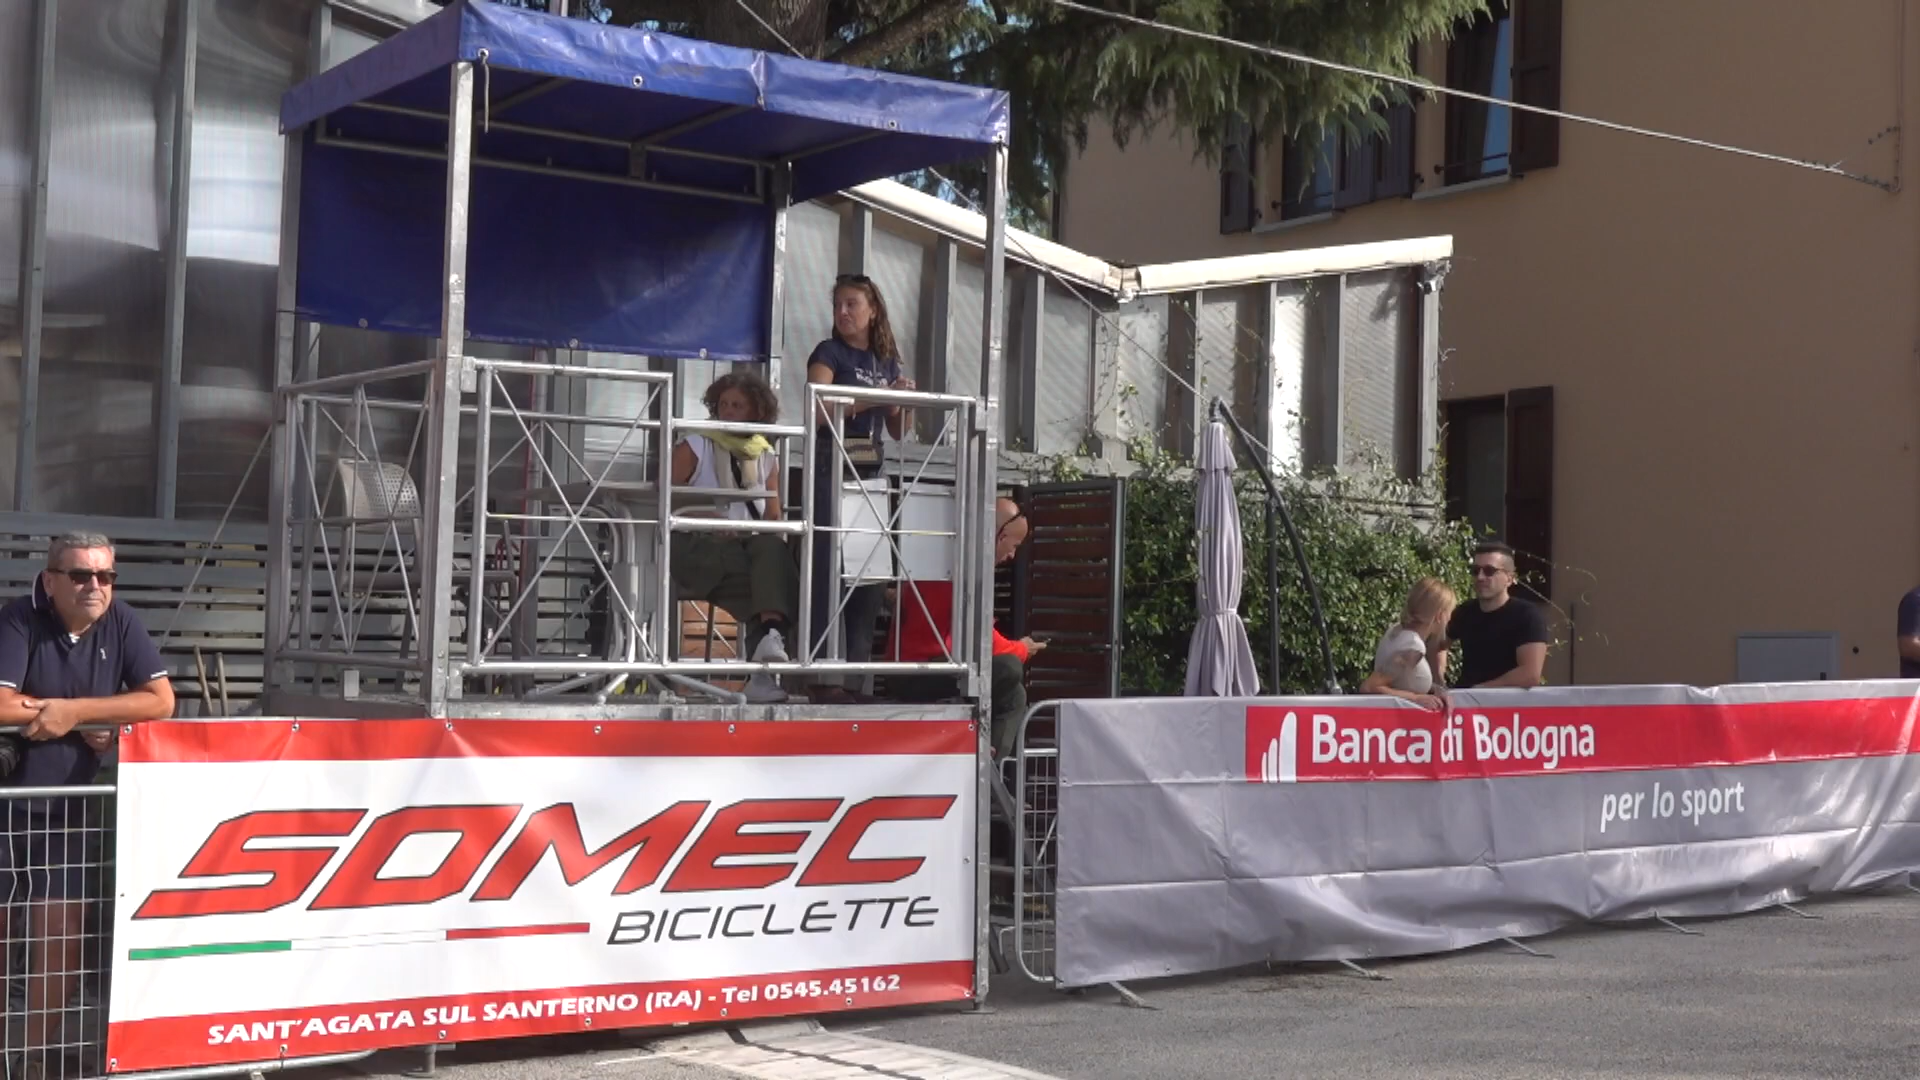 SOMEC
BICICLETTE
SANT'AGATA SUL SANTERNO (RA) - Tel 0545.45162
Banca di Bologna
per lo sport